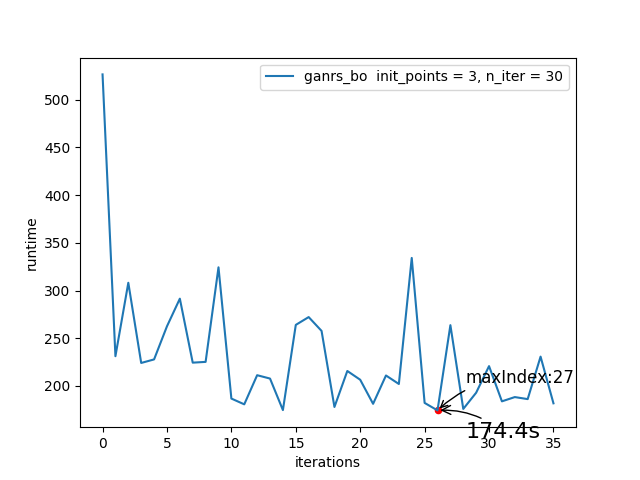 ganrs_bo  init_points = 3, n_iter = 30
500
450
400
350
300
250
200
runtime
maxIndex:27
174.4s
0 5 10 15 20 25 30 35
iterations